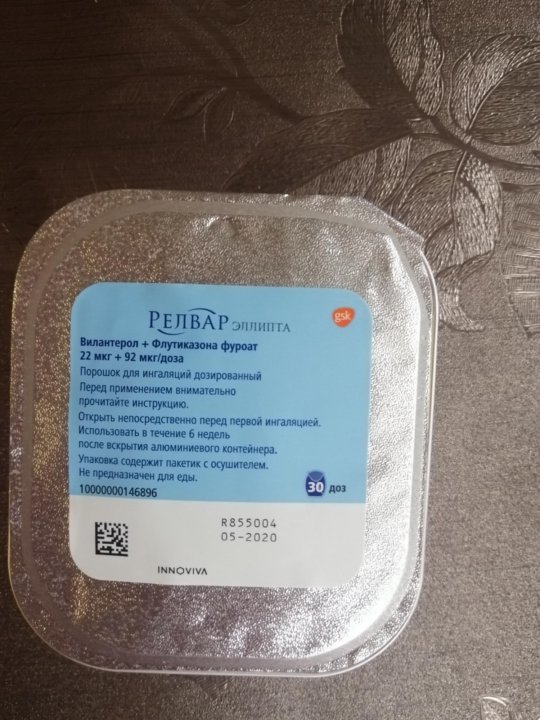 РЕЛВАР ЭЛЛИПТА
gsk
Вилантерол + Флутиказона фуроат
22 мкг + 92 мкг/доза
Порошок для ингаляций дозированный
Перед применением внимательно
прочитайте инструкцию.
Открыть непосредственно перед первой ингаляцией.
Использовать в течение 6 недель
после вскрытия алюминиевого контейнера.
Упаковка содержит пакетик с осушителем.
Не предназначен для еды.
30 доз
10000000146896
R855004
05-2020
INNOVIVA